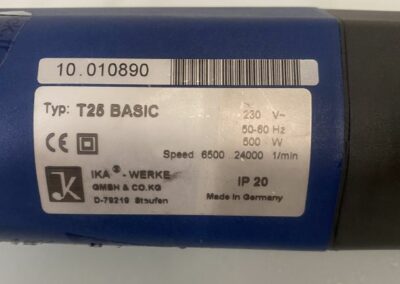 10.010890
Typ: T25 BASIC
230 V~
50-60 Hz
500 W
Speed 6500 24000 1/min
CE
IKA® - WERKE
GMBH & CO.KG
D-79219 Staufen
IP 20
Made in Germany